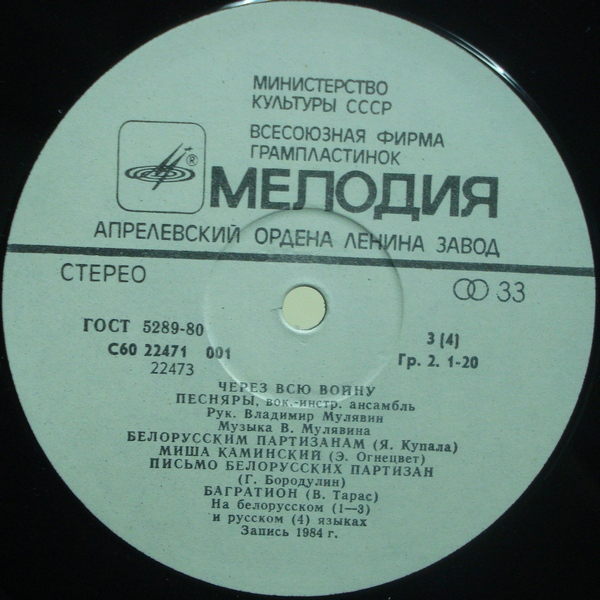 МИНИСТЕРСТВО
КУЛЬТУРЫ СССР
ВСЕСОЮЗНАЯ ФИРМА
ГРАМПЛАСТИНОК
®
МЕЛОДИЯ
АПРЕЛЕВСКИЙ ОРДЕНА ЛЕНИНА ЗАВОД
СТЕРЕО
33
ГОСТ 5289-80
3 (4)
С60 22471 001
Гр. 2. 1-20
22473
ЧЕРЕЗ ВСЮ ВОЙНУ
ПЕСНЯРЫ, вок.-инстр. ансамбль
Рук. Владимир Мулявин
Музыка В. Мулявина
БЕЛОРУССКИМ ПАРТИЗАНАМ (Я. Купала)
МИША КАМИНСКИЙ (Э. Огнецвет)
ПИСЬМО БЕЛОРУССКИХ ПАРТИЗАН
(Г. Бородулин)
БАГРАТИОН (В. Тарас)
На белорусском (1—3)
и русском (4) языках
Запись 1984 г.